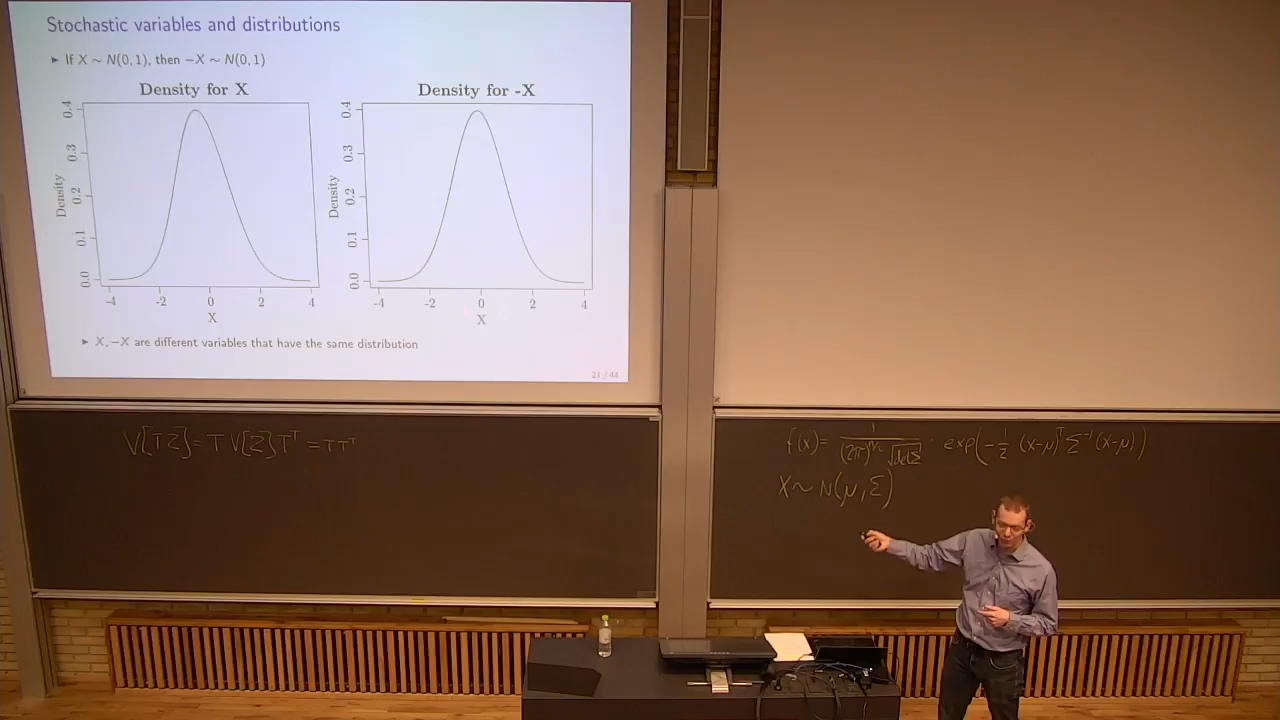 Stochastic variables and distributions
► If X ∼ N(0, 1), then −X ∼ N(0, 1)
Density for X
Density
0.0 0.1 0.2 0.3 0.4
-4 -2 0 2 4
X
Density for -X
Density
0.0 0.1 0.2 0.3 0.4
-4 -2 0 2 4
X
► X, −X are different variables that have the same distribution
21 / 44
V[TZ] = T V[Z] Tᵀ = TTᵀ
f(x) = 1/((2π)^{n/2} √det Σ) · exp(−1/2 (x−μ)ᵀ Σ⁻¹ (x−μ))
X ∼ N(μ, Σ)